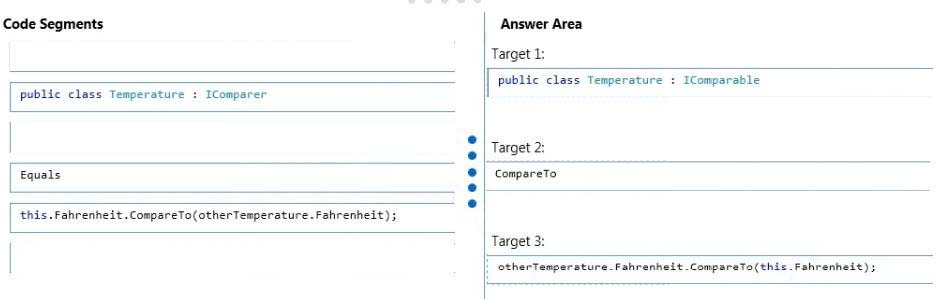 Code Segments
public class Temperature : IComparer
Equals
this.Fahrenheit.CompareTo(otherTemperature.Fahrenheit);
Answer Area
Target 1:
public class Temperature : IComparable
Target 2:
CompareTo
Target 3:
otherTemperature.Fahrenheit.CompareTo(this.Fahrenheit);